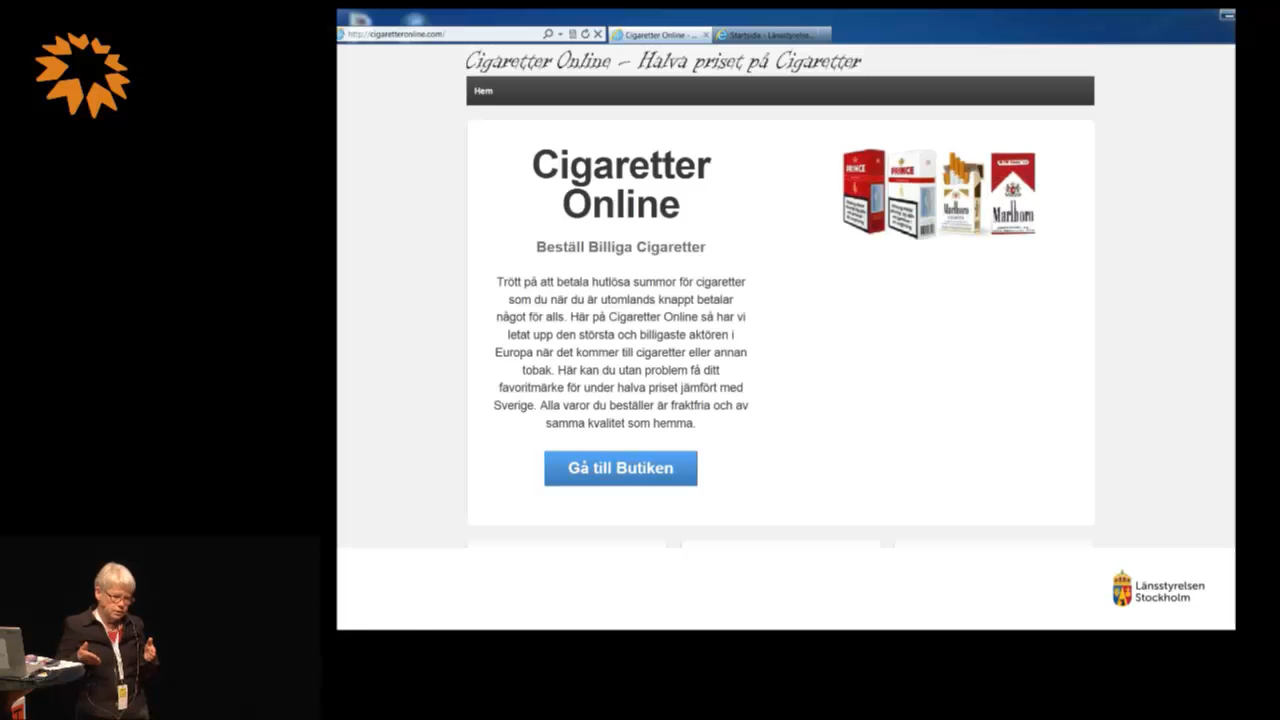 http://cigaretteronline.com/
Cigaretter Online - ...
Startsida - Länsstyrelse...
Cigaretter Online – Halva priset på Cigaretter
Hem
Cigaretter
Online
Beställ Billiga Cigaretter
Trött på att betala hutlösa summor för cigaretter
som du när du är utomlands knappt betalar
något för alls. Här på Cigaretter Online så har vi
letat upp den största och billigaste aktören i
Europa när det kommer till cigaretter eller annan
tobak. Här kan du utan problem få ditt
favoritmärke för under halva priset jämfört med
Sverige. Alla varor du beställer är fraktfria och av
samma kvalitet som hemma.
Gå till Butiken
PRINCE
PRINCE
Marlboro
Marlboro
Länsstyrelsen
Stockholm